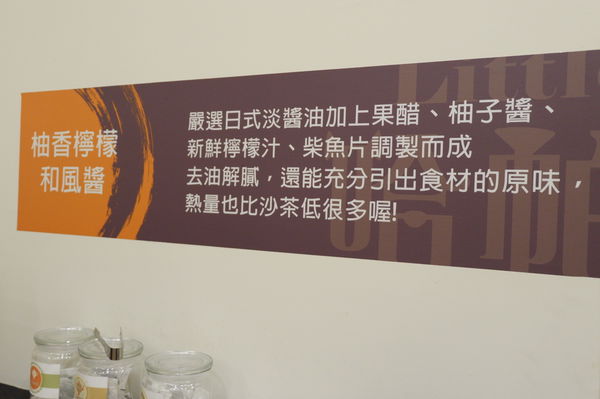 柚香檸檬
和風醬
嚴選日式淡醬油加上果醋、柚子醬、
新鮮檸檬汁、柴魚片調製而成
去油解膩，還能充分引出食材的原味，
熱量也比沙茶低很多喔!
Little